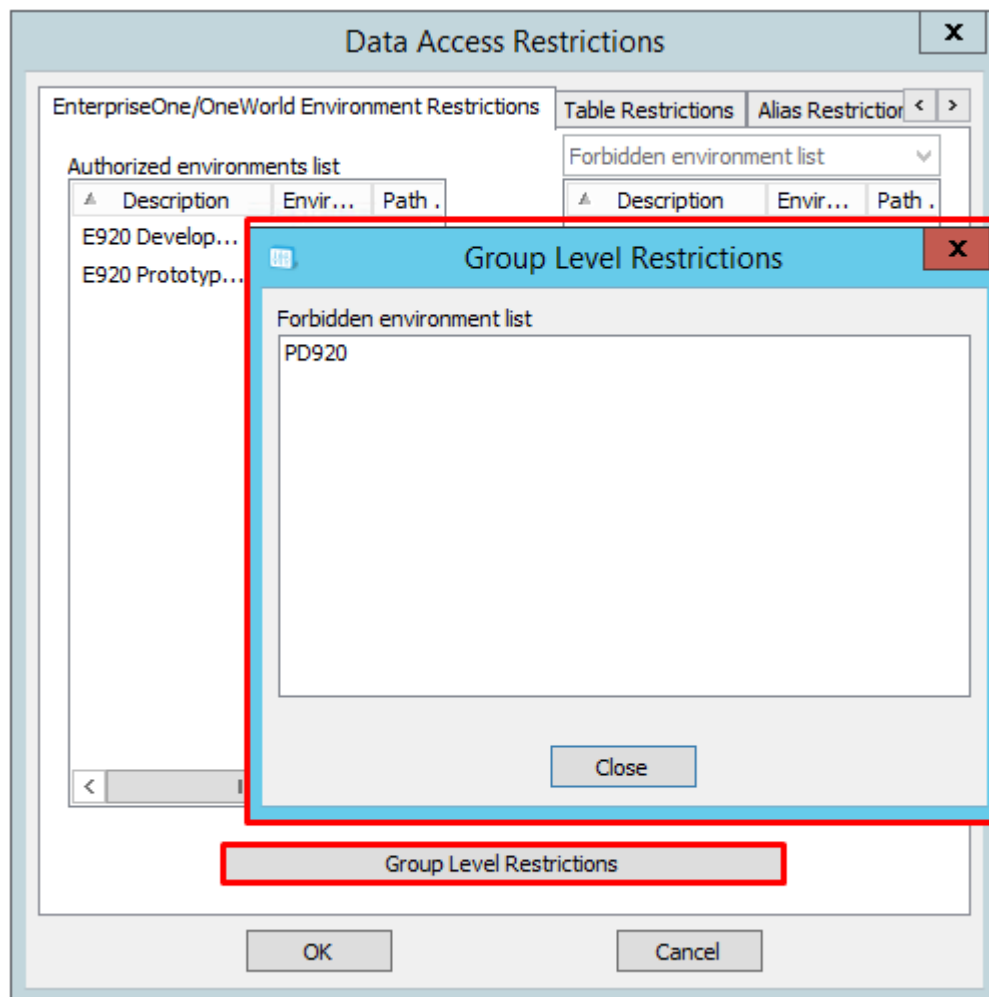 Data Access Restrictions x
EnterpriseOne/OneWorld Environment Restrictions Table Restrictions Alias Restriction < >
Authorized environments list Forbidden environment list
Description Envir... Path . Description Envir... Path .
E920 Develop...
E920 Prototyp...
Group Level Restrictions x
Forbidden environment list
PD920
Close
Group Level Restrictions
OK Cancel